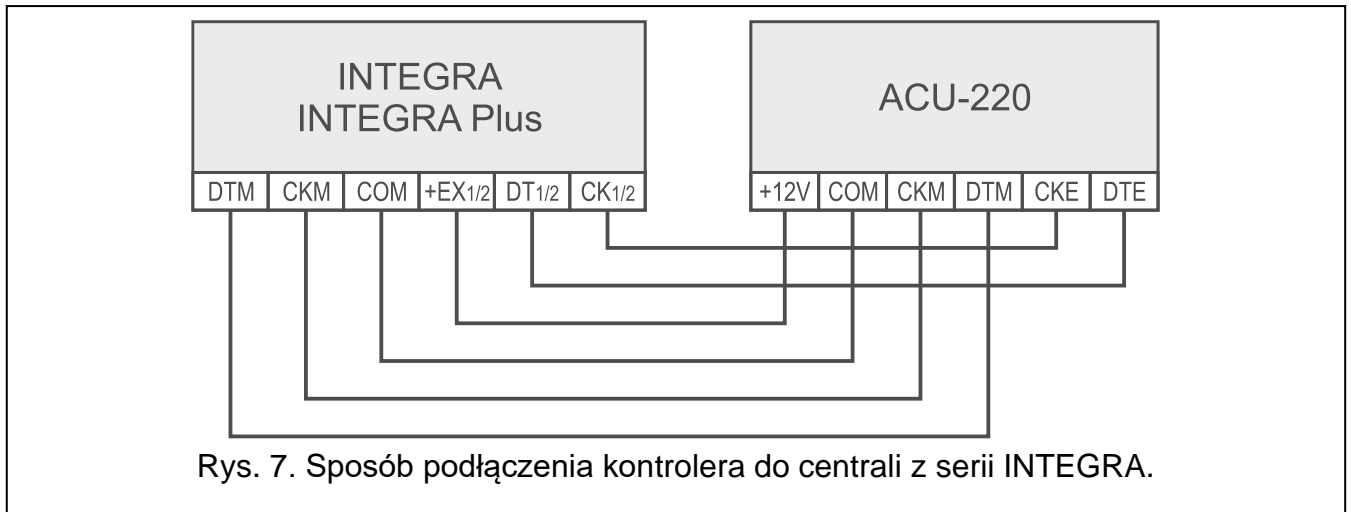 INTEGRA
INTEGRA Plus
ACU-220
DTM CKM COM +EX1/2 DT1/2 CK1/2
+12V COM CKM DTM CKE DTE
Rys. 7. Sposób podłączenia kontrolera do centrali z serii INTEGRA.